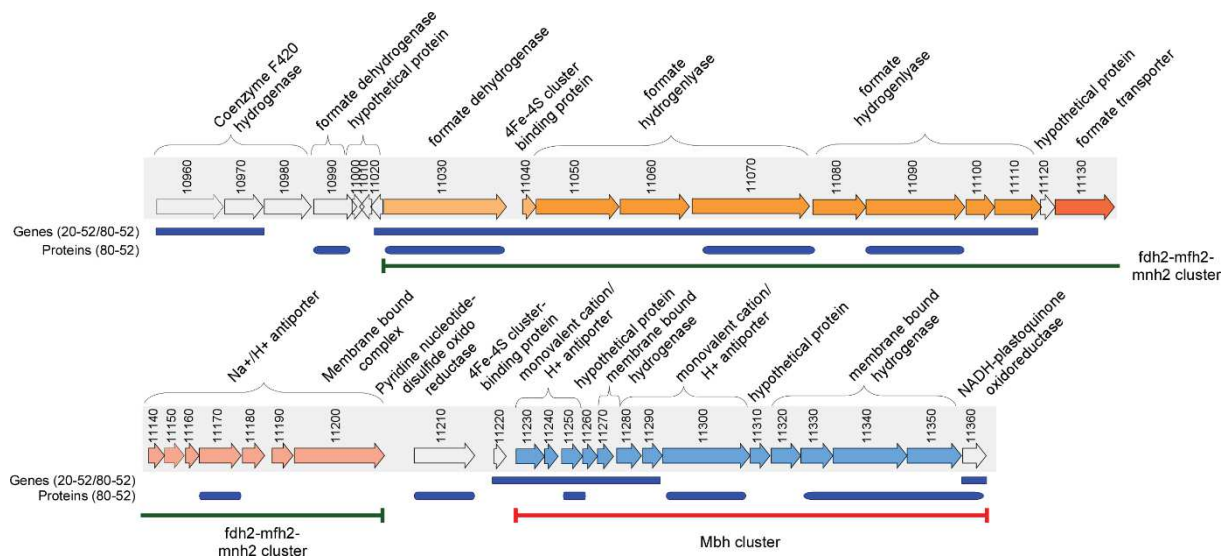 Coenzyme F420
hydrogenase
formate dehydrogenase
hypothetical protein
formate dehydrogenase
4Fe-4S cluster
binding protein
formate
hydrogenlyase
formate
hydrogenlyase
hypothetical protein
formate transporter
10960
10970
10980
10990
11000
11010
11020
11030
11040
11050
11060
11070
11080
11090
11100
11110
11120
11130
Genes (20-52/80-52)
Proteins (80-52)
fdh2-mfh2-
mnh2 cluster
Na+/H+ antiporter
Membrane bound
complex
Pyridine nucleotide-
disulfide oxido
reductase
4Fe-4S cluster-
binding protein
monovalent cation/
H+ antiporter
hypothetical protein
membrane bound
hydrogenase
monovalent cation/
H+ antiporter
hypothetical protein
membrane bound
hydrogenase
NADH-plastoquinone
oxidoreductase
11140
11150
11160
11170
11180
11190
11200
11210
11220
11230
11240
11250
11260
11270
11280
11290
11300
11310
11320
11330
11340
11350
11360
Genes (20-52/80-52)
Proteins (80-52)
fdh2-mfh2-
mnh2 cluster
Mbh cluster